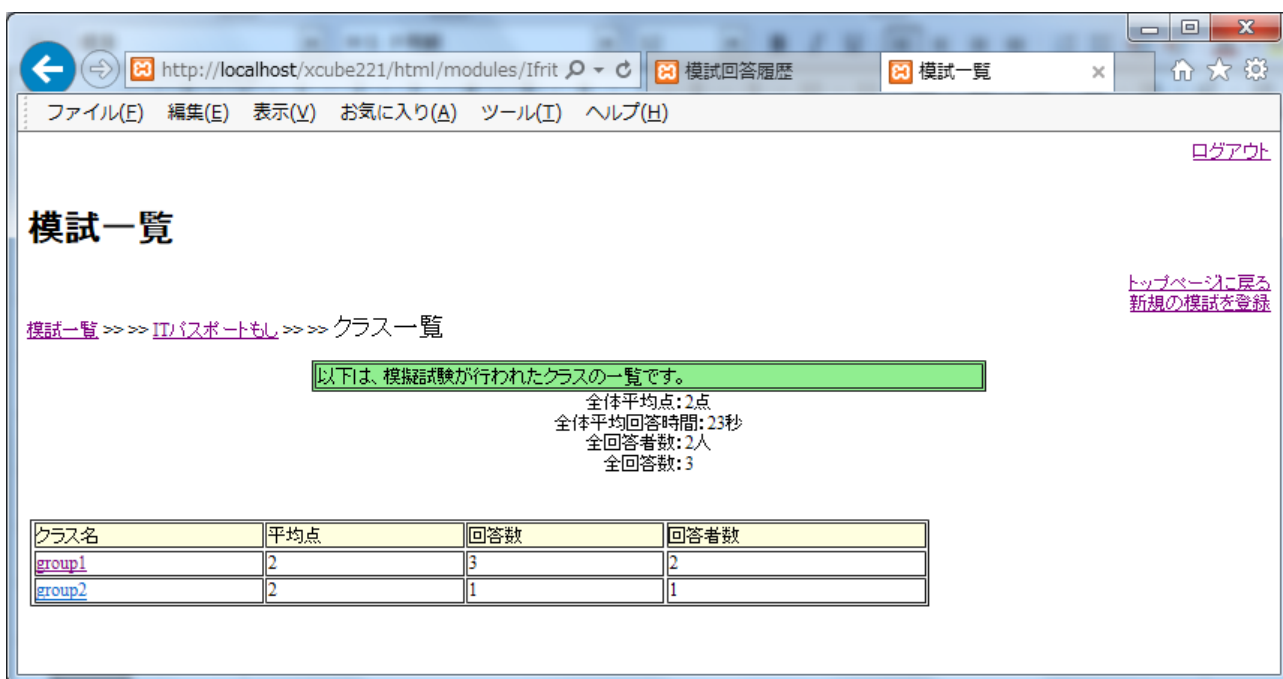 http://localhost/xcube221/html/modules/Ifrit
模試回答履歴
模試一覧
ファイル(F) 編集(E) 表示(V) お気に入り(A) ツール(T) ヘルプ(H)
ログアウト
模試一覧
トップページに戻る
新規の模試を登録
模試一覧 >> >> ITパスポートもし >> >> クラス一覧
以下は、模擬試験が行われたクラスの一覧です。
全体平均点:2点
全体平均回答時間:23秒
全回答者数:2人
全回答数:3
クラス名 平均点 回答数 回答者数
group1 2 3 2
group2 2 1 1